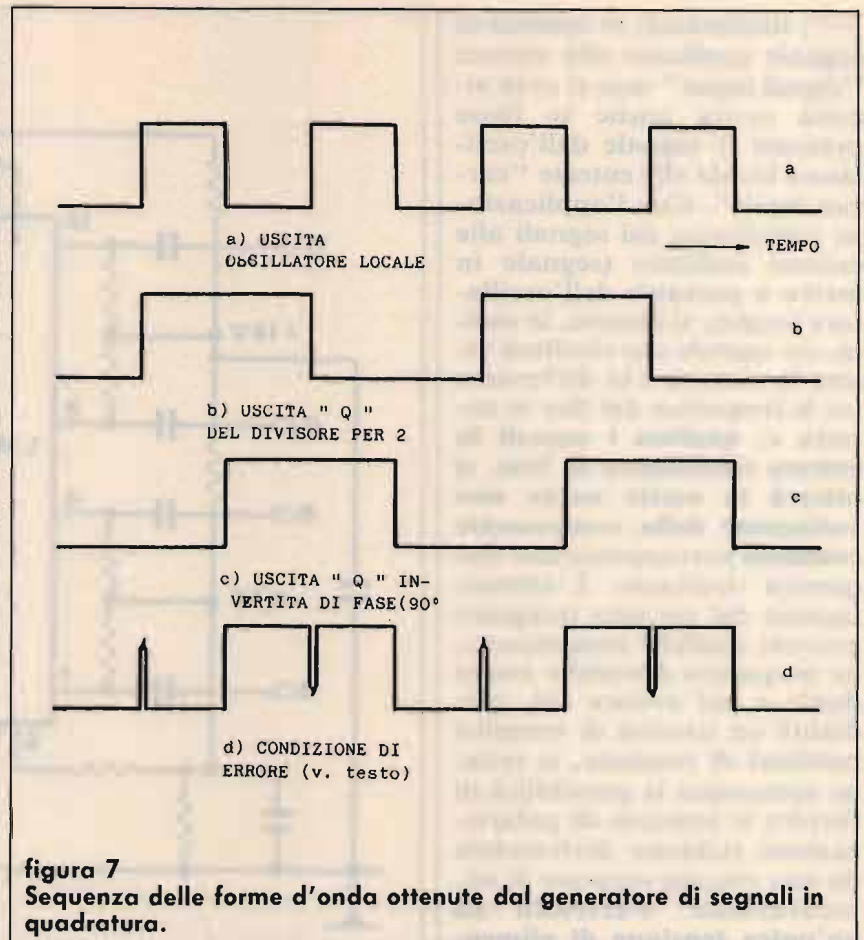 a
a) USCITA
OSSILLATORE LOCALE
TEMPO
b
b) USCITA " Q "
DEL DIVISORE PER 2
c
c) USCITA " Q " IN-
VERTITA DI FASE(90°
d
d) CONDIZIONE DI
ERRORE (v. testo)
figura 7
Sequenza delle forme d'onda ottenute dal generatore di segnali in
quadratura.